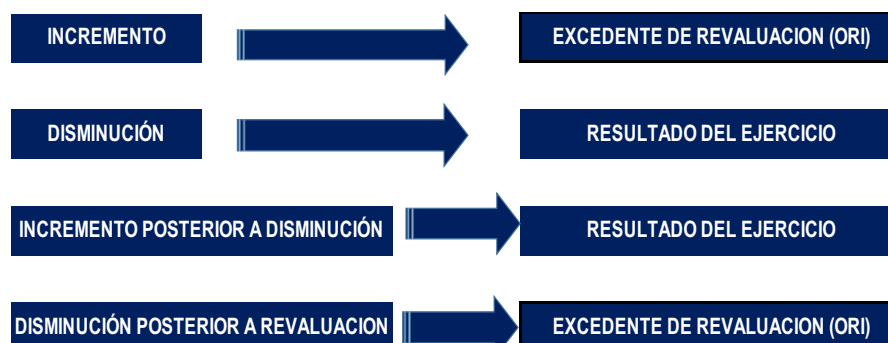 INCREMENTO
EXCEDENTE DE REVALUACION (ORI)
DISMINUCIÓN
RESULTADO DEL EJERCICIO
INCREMENTO POSTERIOR A DISMINUCIÓN
RESULTADO DEL EJERCICIO
DISMINUCIÓN POSTERIOR A REVALUACION
EXCEDENTE DE REVALUACION (ORI)